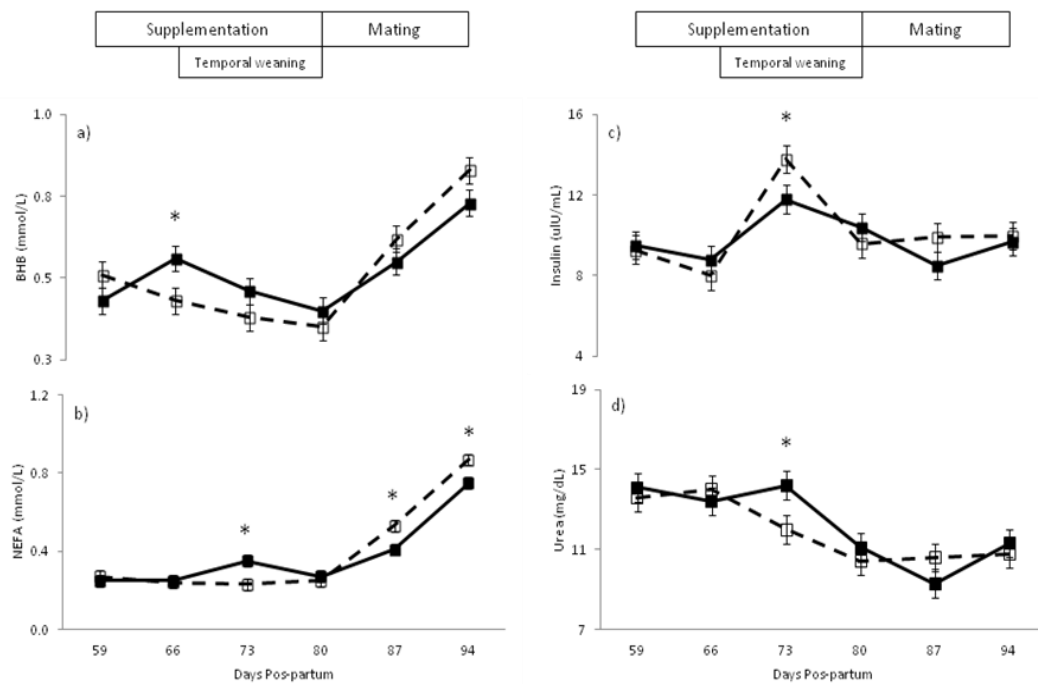 Supplementation Mating
Temporal weaning
Supplementation Mating
Temporal weaning
a)
BHB (mmol/L)
1.0
0.8
0.5
0.3
*
b)
NEFA (mmol/L)
1.2
0.8
0.4
0.0
*
*
*
59 66 73 80 87 94
Days Pos-partum
c)
Insulin (uIU/mL)
16
12
8
4
*
d)
Urea (mg/dL)
19
15
11
7
*
59 66 73 80 87 94
Days Pos-partum